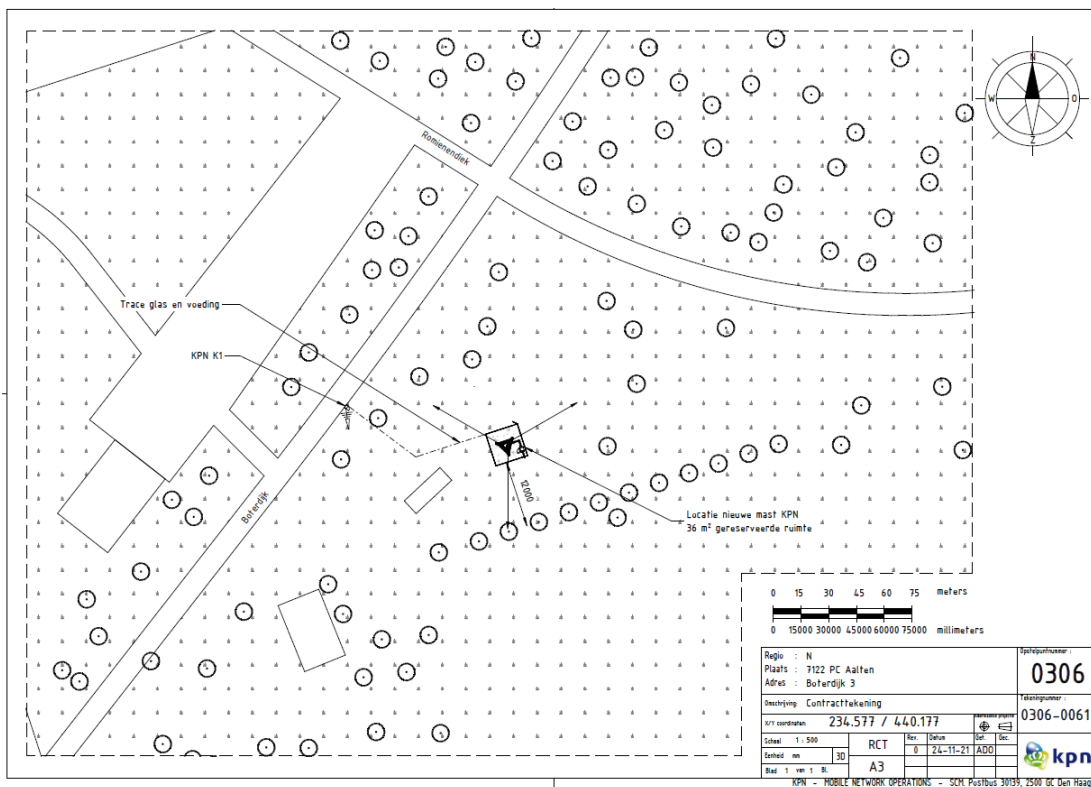 N
W
O
Z
Romienendiek
Trace glas en voeding
KPN K1
12000
Boterdijk
Locatie nieuwe mast KPN
36 m² gereserveerde ruimte
0 15 30 45 60 75 meters
0 15000 30000 45000 60000 75000 millimeters
Regio : N
Plaats : 7122 PC Aalten
Adres : Boterdijk 3
Opstelpuntnummer :
0306
Omschrijving Contracttekening
Tekeningnummer :
0306-0061
X/Y coordinaten 234.577 / 440.177
Schaal 1 : 500
Eenheid mm 3D
Blad 1 van 1 Bl.
RCT
A3
Rev. Datum Get. Gec.
0 24-11-21 ADO
kpn
KPN - MOBILE NETWORK OPERATIONS - SCM, Postbus 30139, 2500 GC Den Haag